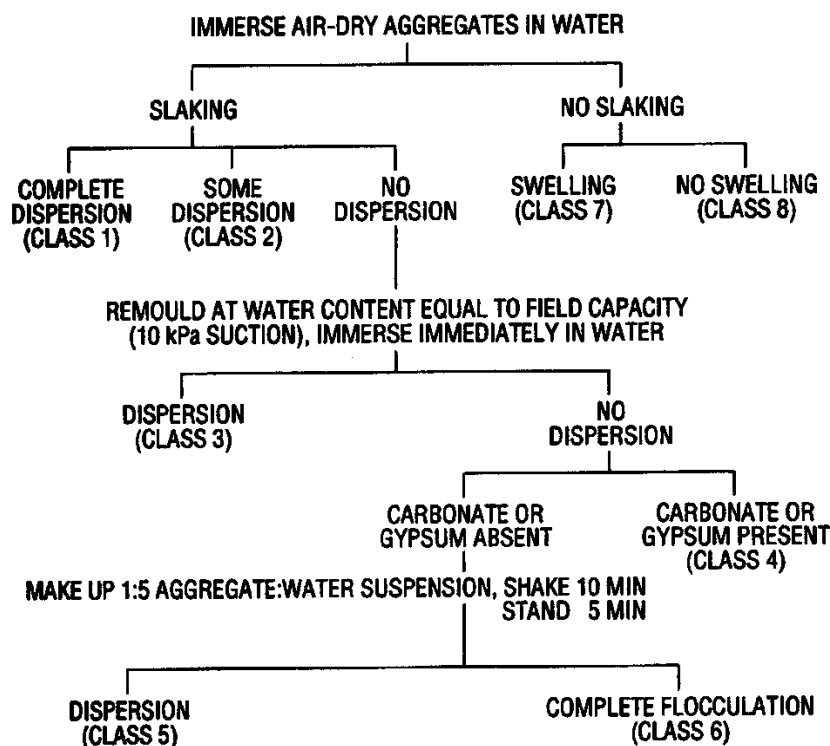 IMMERSE AIR-DRY AGGREGATES IN WATER
SLAKING
NO SLAKING
COMPLETE
DISPERSION
(CLASS 1)
SOME
DISPERSION
(CLASS 2)
NO
DISPERSION
SWELLING
(CLASS 7)
NO SWELLING
(CLASS 8)
REMOULD AT WATER CONTENT EQUAL TO FIELD CAPACITY
(10 kPa SUCTION), IMMERSE IMMEDIATELY IN WATER
DISPERSION
(CLASS 3)
NO
DISPERSION
CARBONATE OR
GYPSUM ABSENT
CARBONATE OR
GYPSUM PRESENT
(CLASS 4)
MAKE UP 1:5 AGGREGATE:WATER SUSPENSION, SHAKE 10 MIN
STAND 5 MIN
DISPERSION
(CLASS 5)
COMPLETE FLOCCULATION
(CLASS 6)